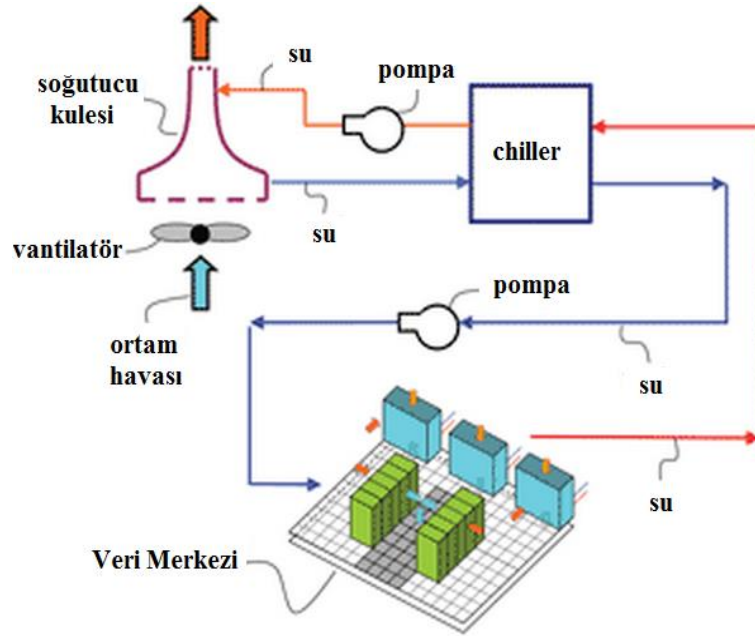 su
pompa
soğutucu
kulesi
chiller
su
vantilatör
pompa
ortam
havası
su
su
Veri Merkezi